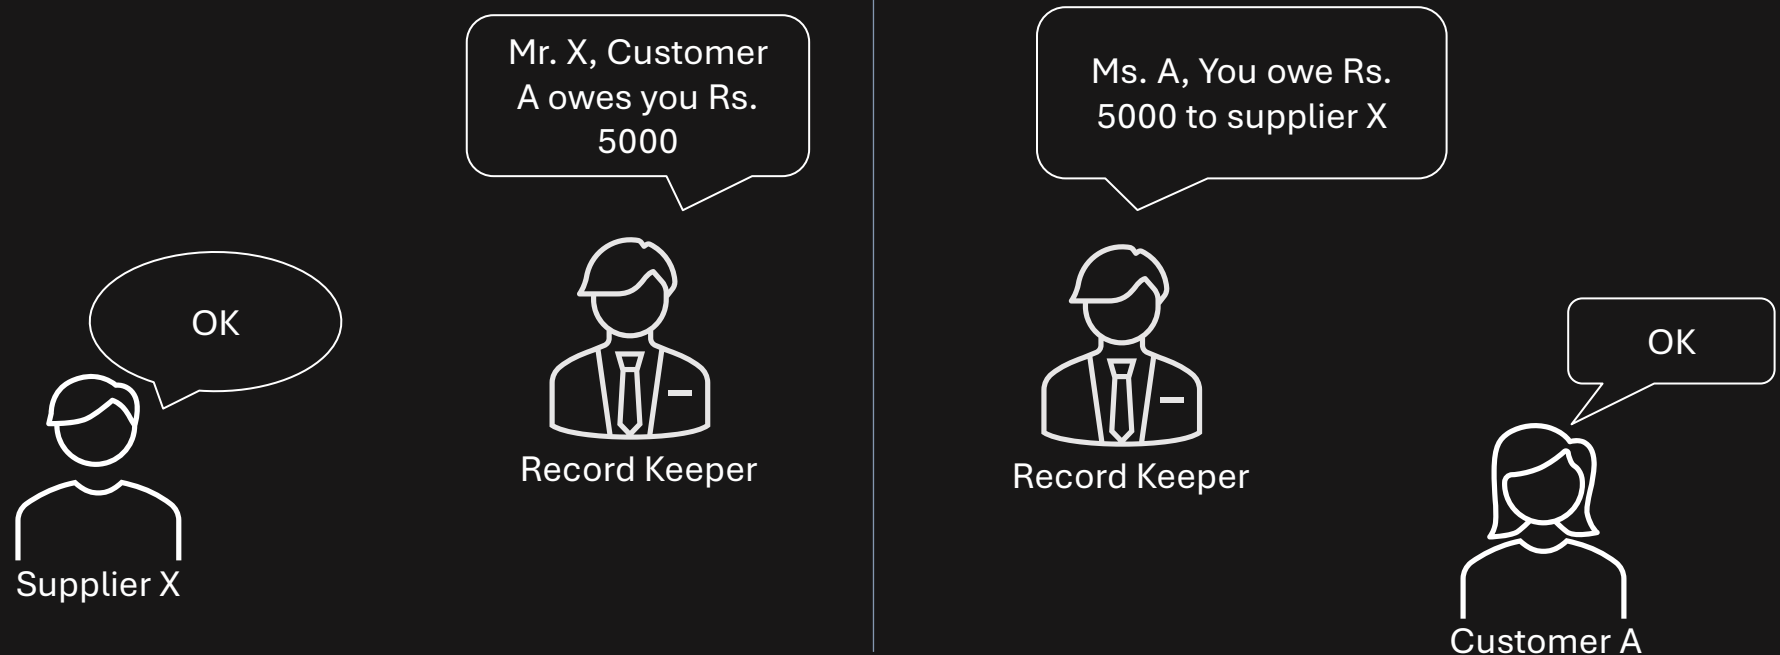 Mr. X, Customer
A owes you Rs.
5000
OK
Record Keeper
Supplier X
Ms. A, You owe Rs.
5000 to supplier X
OK
Record Keeper
Customer A